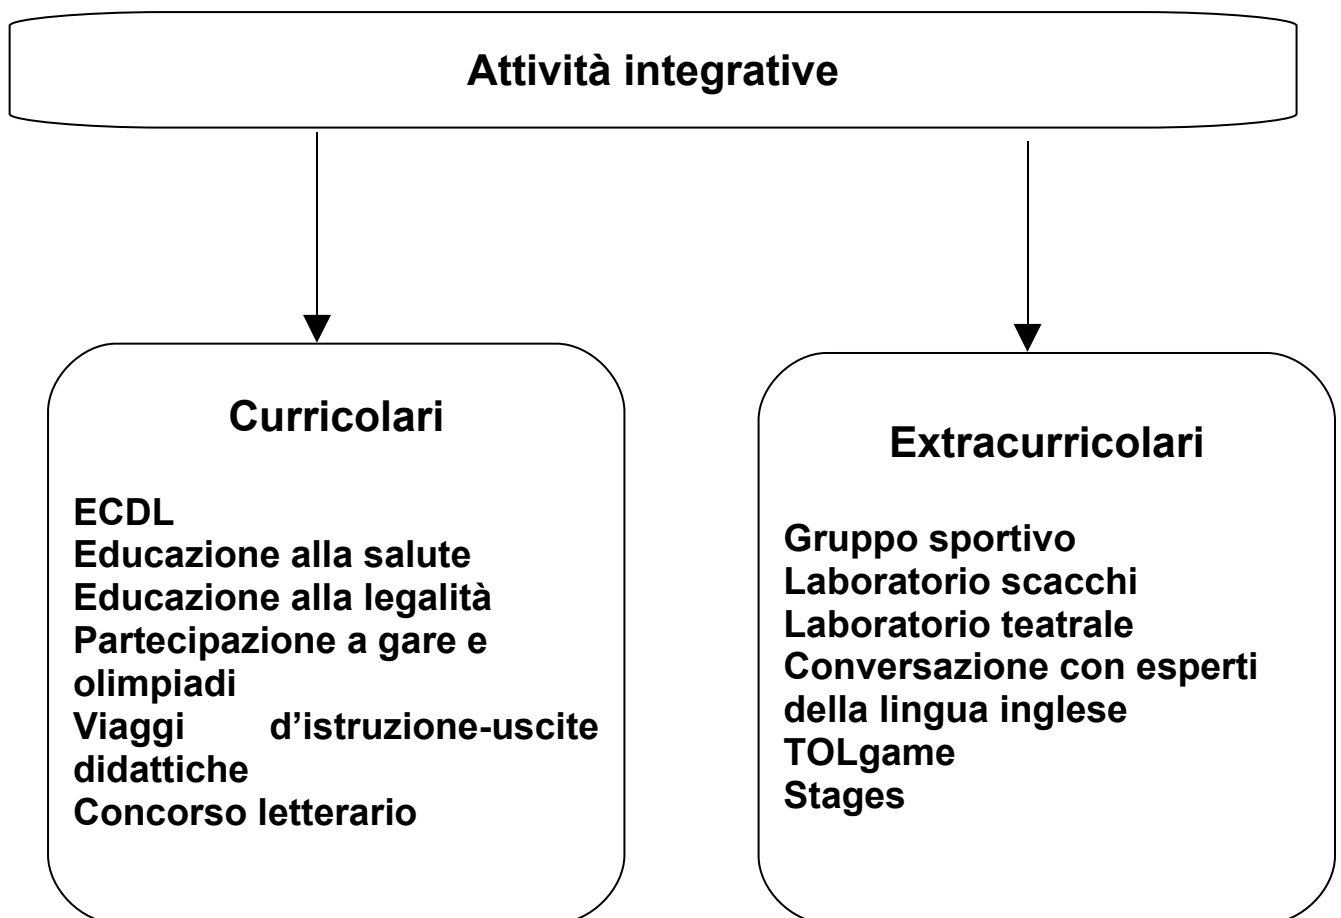 Attività integrative
Curricolari
ECDL
Educazione alla salute
Educazione alla legalità
Partecipazione a gare e
olimpiadi
Viaggi d’istruzione-uscite
didattiche
Concorso letterario
Extracurricolari
Gruppo sportivo
Laboratorio scacchi
Laboratorio teatrale
Conversazione con esperti
della lingua inglese
TOLgame
Stages